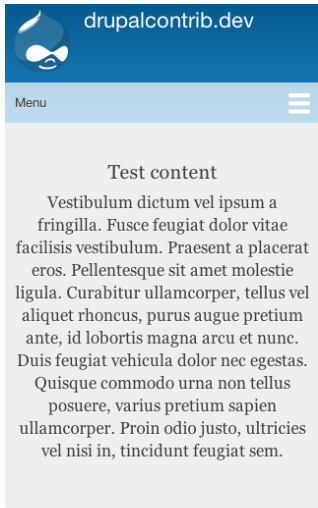 drupalcontrib.dev
Menu
Test content
Vestibulum dictum vel ipsum a
fringilla. Fusce feugiat dolor vitae
facilisis vestibulum. Praesent a placerat
eros. Pellentesque sit amet molestie
ligula. Curabitur ullamcorper, tellus vel
aliquet rhoncus, purus augue pretium
ante, id lobortis magna arcu et nunc.
Duis feugiat vehicula dolor nec egestas.
Quisque commodo urna non tellus
posuere, varius pretium sapien
ullamcorper. Proin odio justo, ultricies
vel nisi in, tincidunt feugiat sem.